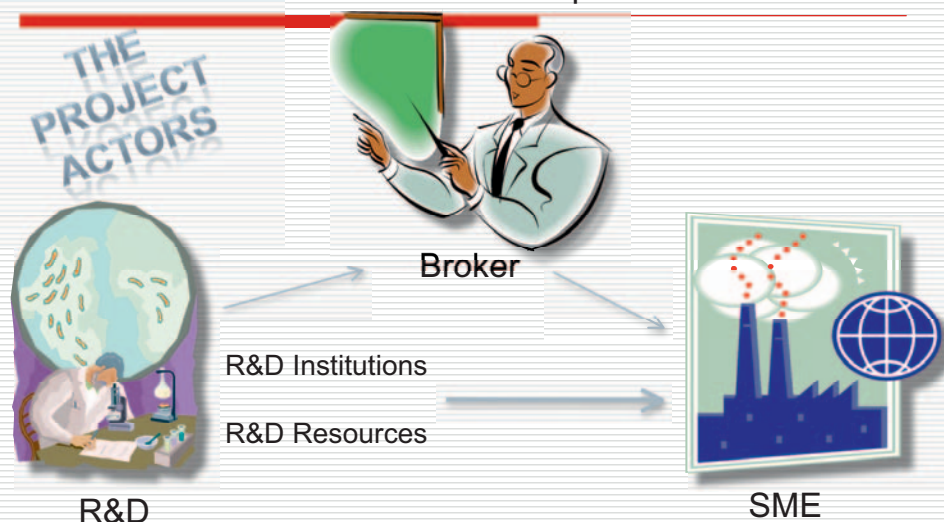 THE
PROJECT
ACTORS
Broker
R&D Institutions
R&D Resources
R&D
SME